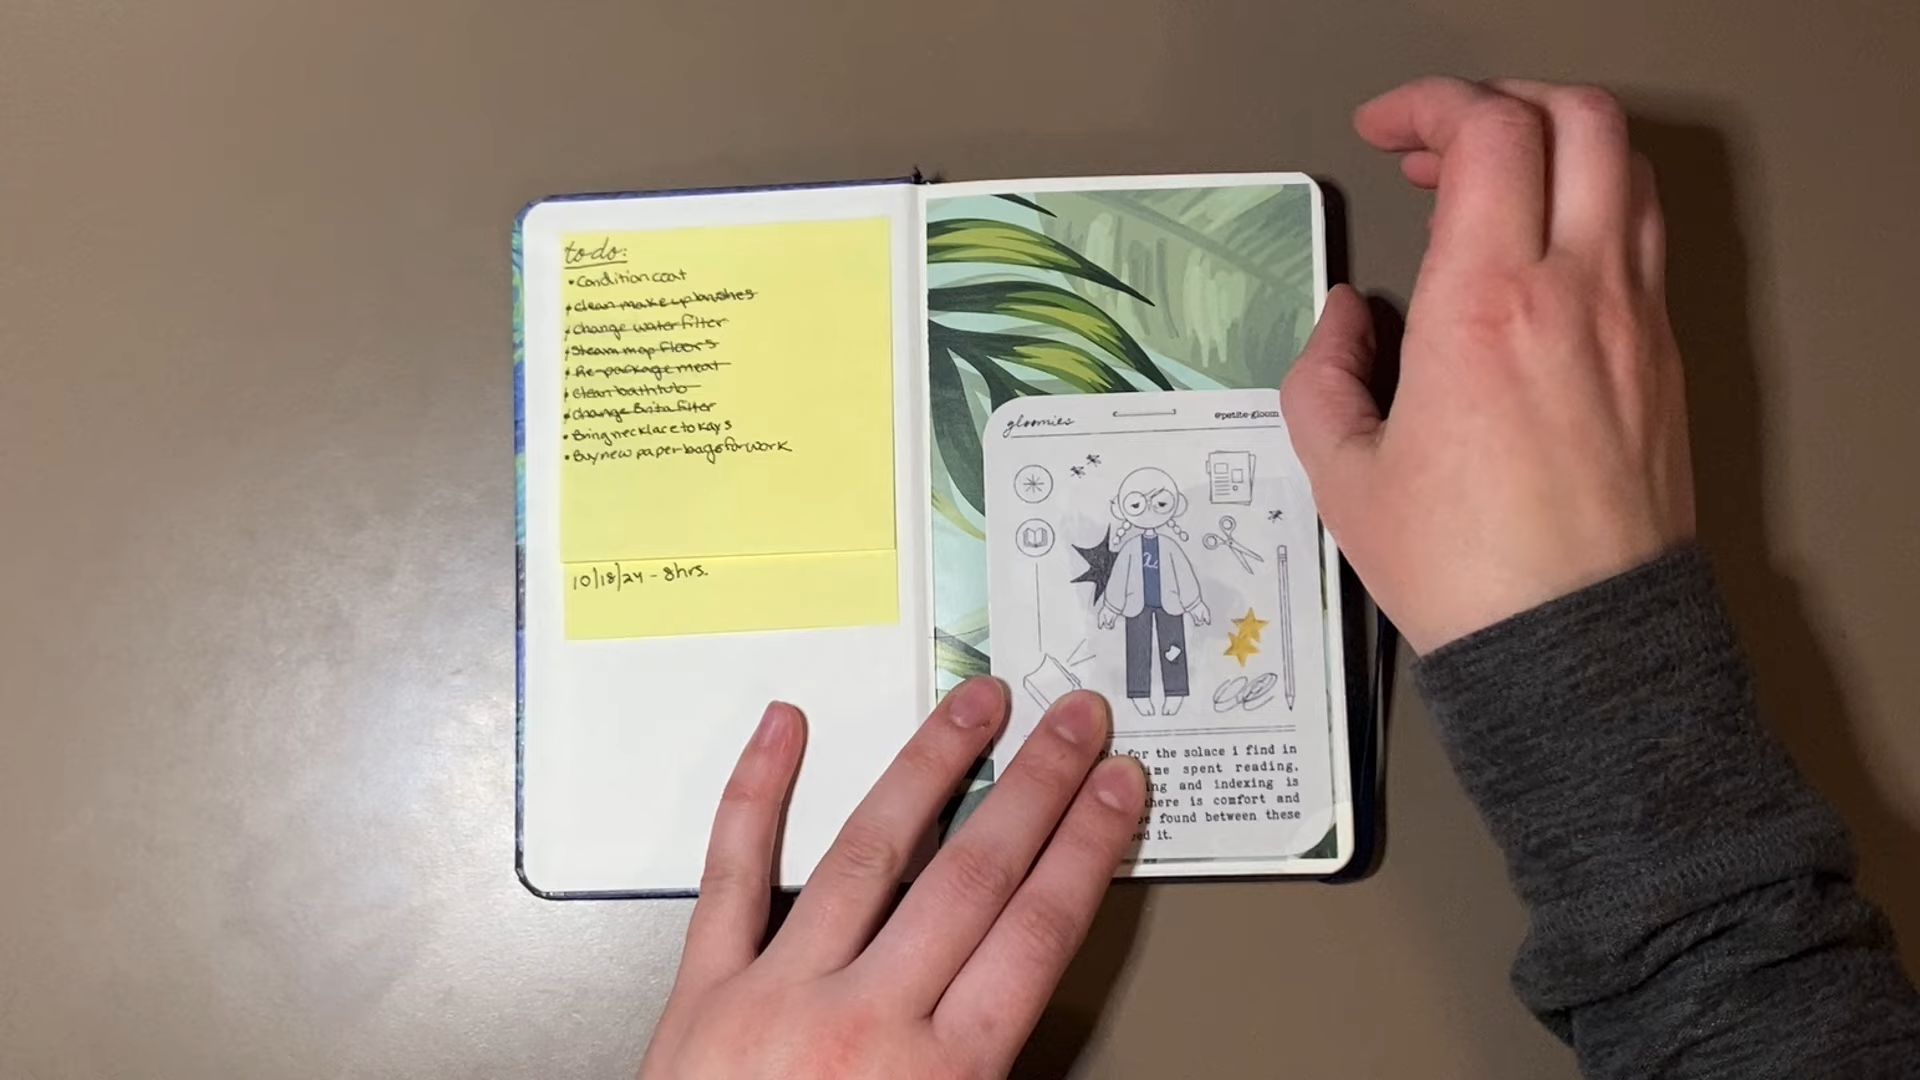 to do:
• Condition coat
• clean makeup brushes
• change water filter
• Steam mop floors
• Re-package meat
• clean bathtub
• change Brita filter
• Bring necklace to Kays
• Buy new paper bags for work
10/18/24 - 8hrs.
gloomies
@petite-gloom
for the solace i find in
time spent reading.
and indexing is
there is comfort and
be found between these
it.